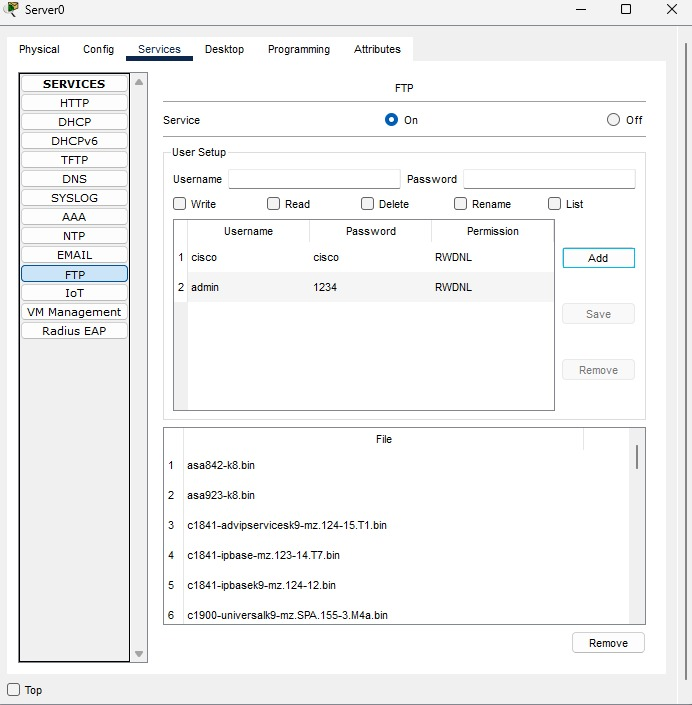 Server0
Physical Config Services Desktop Programming Attributes
SERVICES
HTTP
DHCP
DHCPv6
TFTP
DNS
SYSLOG
AAA
NTP
EMAIL
FTP
IoT
VM Management
Radius EAP
FTP
Service On Off
User Setup
Username Password
Write Read Delete Rename List
Username Password Permission
1 cisco cisco RWDNL
2 admin 1234 RWDNL
Add
Save
Remove
File
1 asa842-k8.bin
2 asa923-k8.bin
3 c1841-advipservicesk9-mz.124-15.T1.bin
4 c1841-ipbase-mz.123-14.T7.bin
5 c1841-ipbasek9-mz.124-12.bin
6 c1900-universalk9-mz.SPA.155-3.M4a.bin
Remove
Top